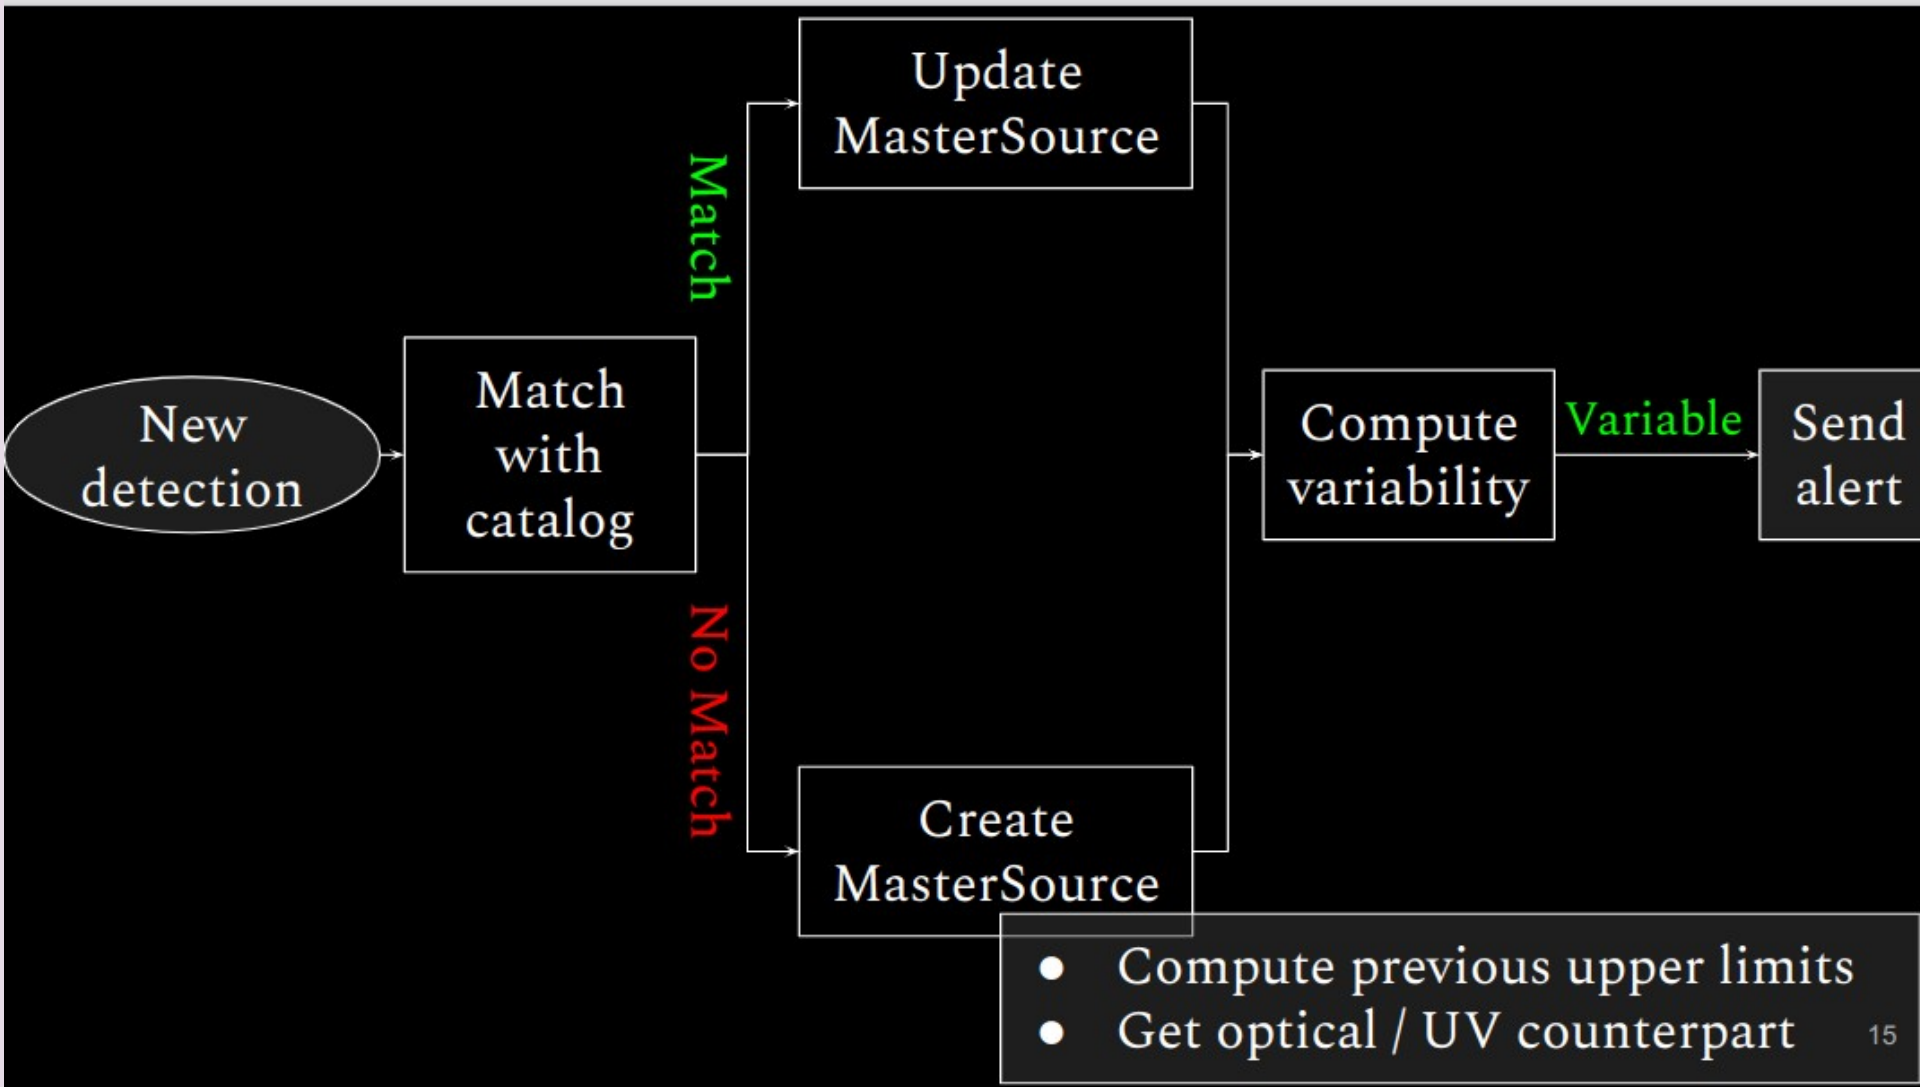 Update
MasterSource
Match
New
detection
Match
with
catalog
Compute
variability
Variable
Send
alert
No Match
Create
MasterSource
● Compute previous upper limits
● Get optical / UV counterpart
15